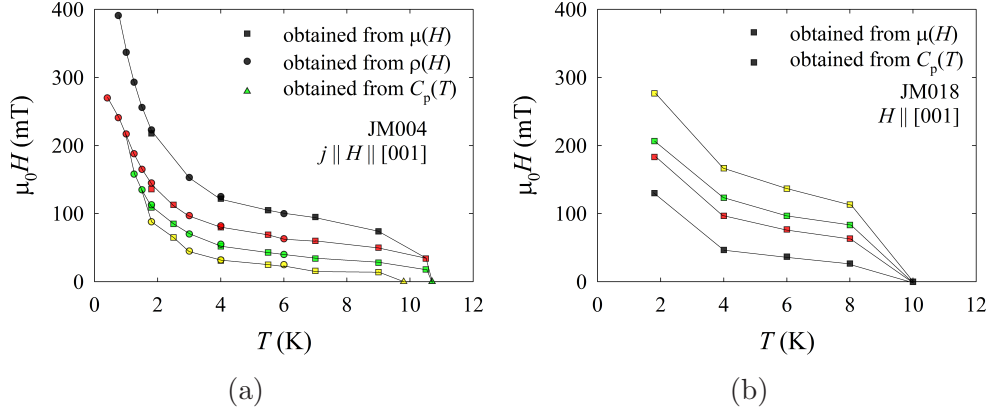 400
300
200
100
0
μ₀H (mT)
obtained from μ(H)
obtained from ρ(H)
obtained from Cₚ(T)
JM004
j || H || [001]
0 2 4 6 8 10 12
T (K)
(a)
400
300
200
100
0
μ₀H (mT)
obtained from μ(H)
obtained from Cₚ(T)
JM018
H || [001]
0 2 4 6 8 10 12
T (K)
(b)